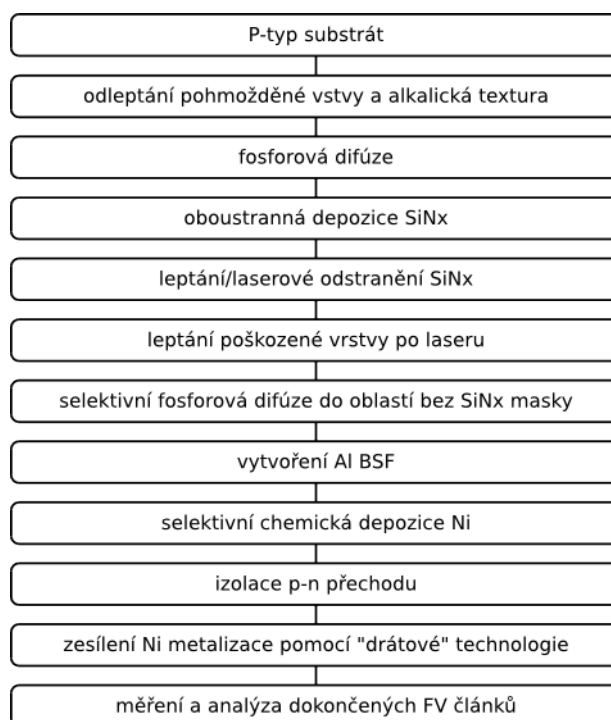 P-typ substrát
odleptání pohmožděné vstvy a alkalická textura
fosforová difúze
oboustranná depozice SiNx
leptání/laserové odstranění SiNx
leptání poškozené vrstvy po laseru
selektivní fosforová difúze do oblastí bez SiNx masky
vytvoření Al BSF
selektivní chemická depozice Ni
izolace p-n přechodu
zesílení Ni metalizace pomocí "drátové" technologie
měření a analýza dokončených FV článků